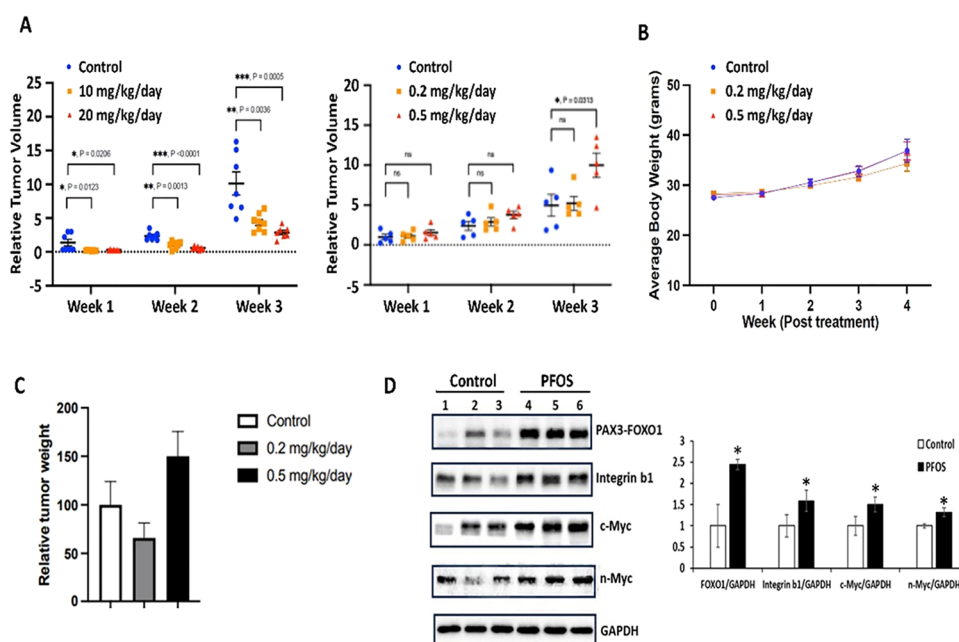 A
Relative Tumor Volume
25
20
15
10
5
0
-5
Control
10 mg/kg/day
20 mg/kg/day
*, P = 0.0206
*, P = 0.0123
***, P <0.0001
**, P = 0.0013
***, P = 0.0005
**, P = 0.0036
Week 1
Week 2
Week 3
Relative Tumor Volume
20
15
10
5
0
-5
Control
0.2 mg/kg/day
0.5 mg/kg/day
ns
ns
ns
ns
*, P = 0.0313
ns
Week 1
Week 2
Week 3
B
Average Body Weight (grams)
50
40
30
20
10
Control
0.2 mg/kg/day
0.5 mg/kg/day
0
1
2
3
4
Week (Post treatment)
C
Relative tumor weight
200
150
100
50
0
Control
0.2 mg/kg/day
0.5 mg/kg/day
D
Control
PFOS
1 2 3 4 5 6
PAX3-FOXO1
Integrin b1
c-Myc
n-Myc
GAPDH
3
2.5
2
1.5
1
0.5
0
Control
PFOS
*
*
*
*
FOXO1/GAPDH
Integrin b1/GAPDH
c-Myc/GAPDH
n-Myc/GAPDH